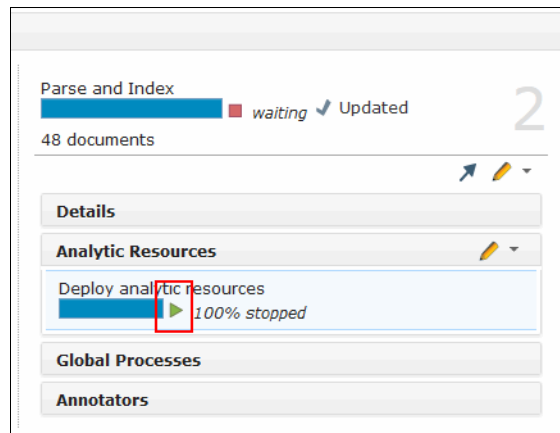 Parse and Index
2
waiting Updated
48 documents
Details
Analytic Resources
Deploy analytic resources
100% stopped
Global Processes
Annotators